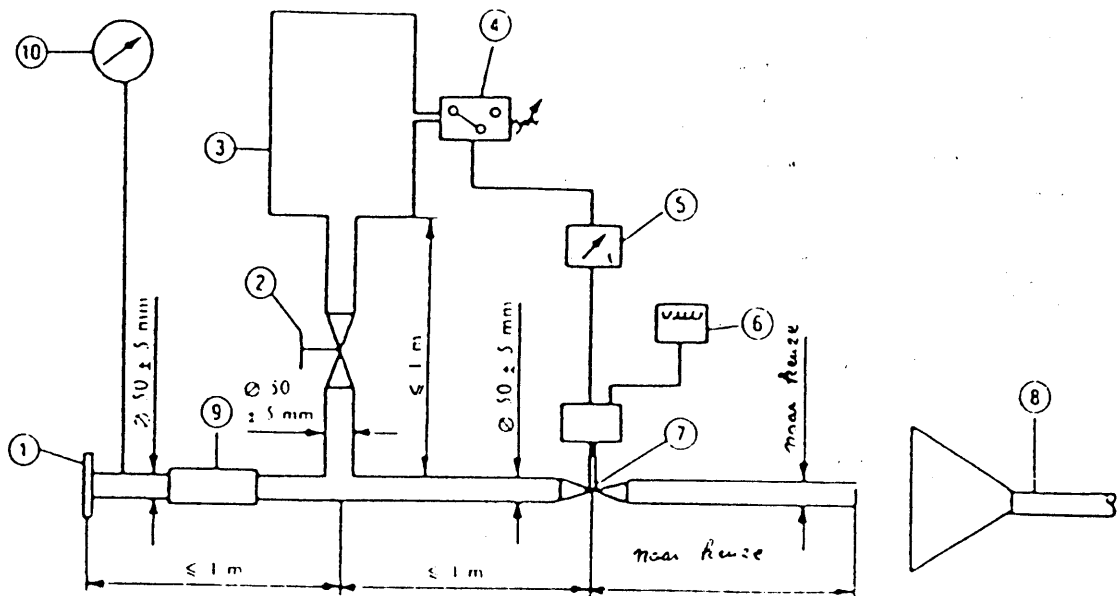 10
4
3
5
2
6
Ø 50 ± 5 mm
Ø 50
± 5 mm
≤ 1 m
Ø 50 ± 5 mm
naar keuze
9
7
8
1
naar keuze
≤ 1 m
≤ 1 m